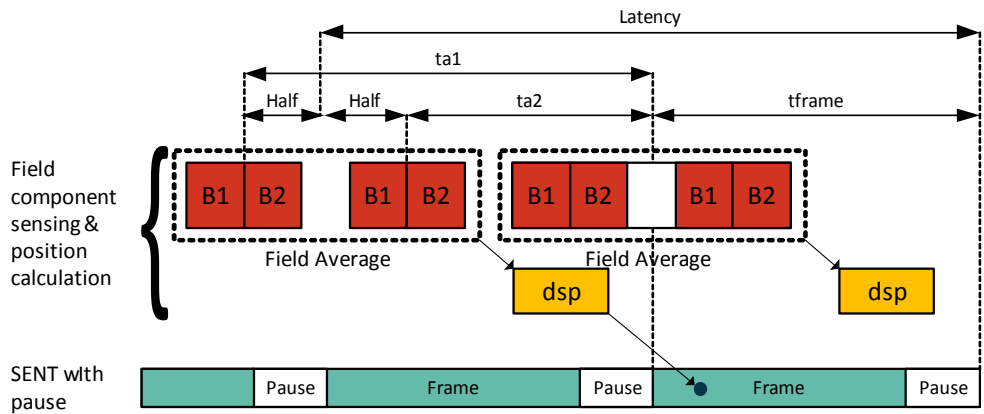 Latency
ta1
Half
Half
ta2
tframe
Field
component
sensing &
position
calculation
B1
B2
B1
B2
B1
B2
B1
B2
Field Average
Field Average
dsp
dsp
SENT wIth
pause
Pause
Frame
Pause
Frame
Pause